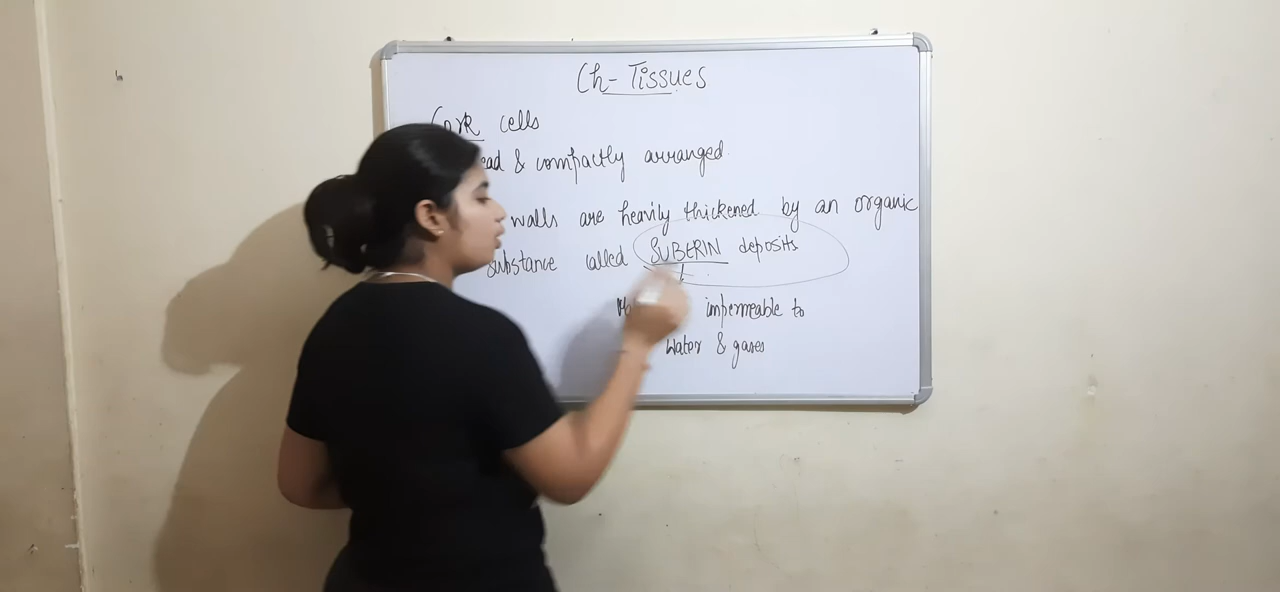 Ch- Tissues
Cork cells
& compactly arranged.
walls are heavily thickened by an organic
substance called SUBERIN deposits
impermeable to
water & gases